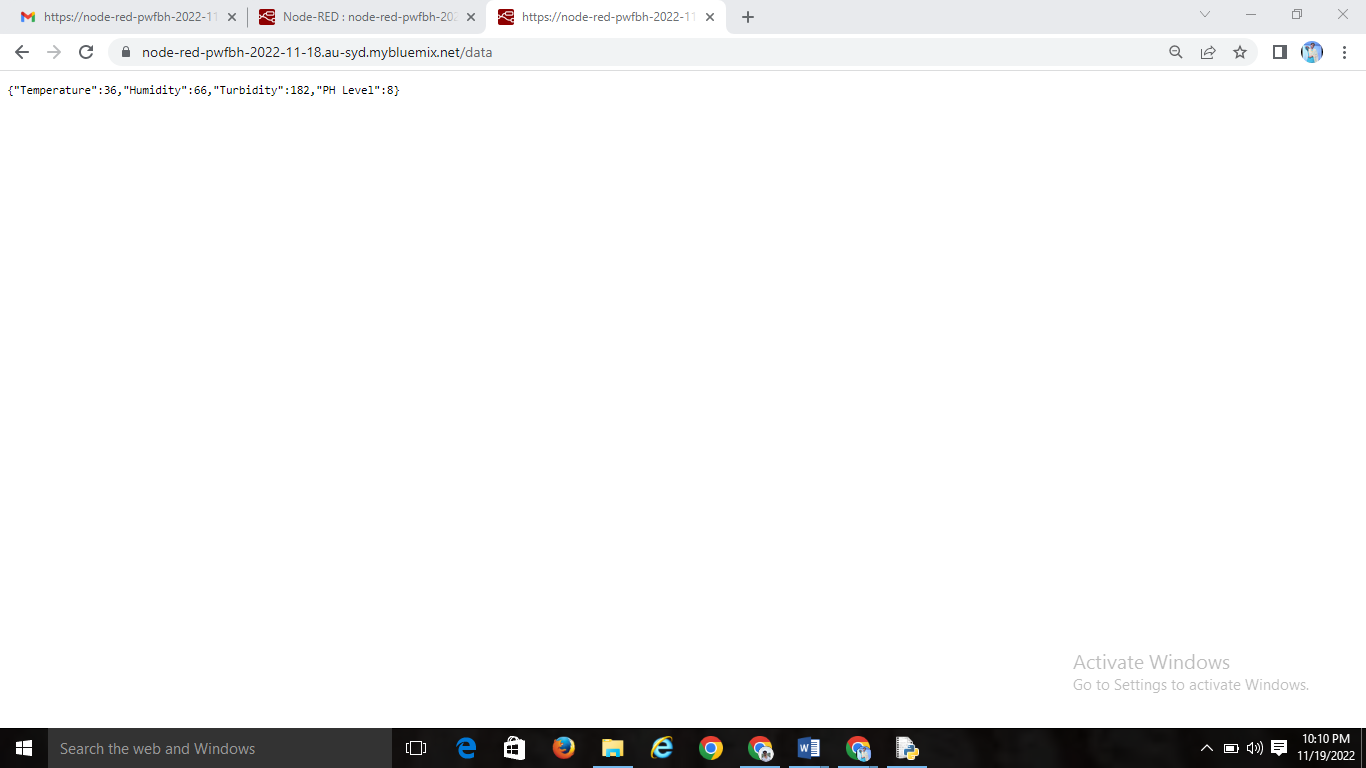 https://node-red-pwfbh-2022-11
Node-RED : node-red-pwfbh-202
https://node-red-pwfbh-2022-11
node-red-pwfbh-2022-11-18.au-syd.mybluemix.net/data
{"Temperature":36,"Humidity":66,"Turbidity":182,"PH Level":8}
Activate Windows
Go to Settings to activate Windows.
Search the web and Windows
10:10 PM
11/19/2022